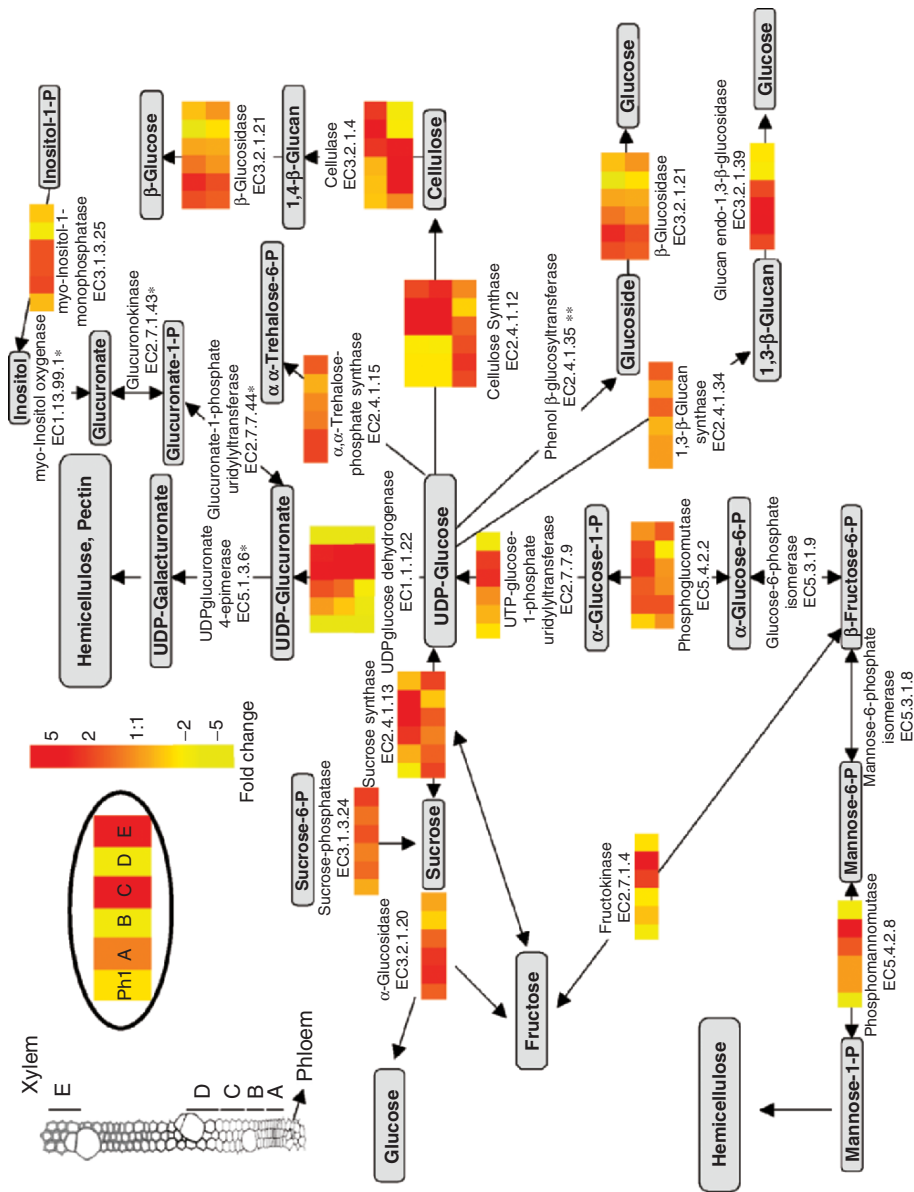 Xylem
E
D
C
B
A
Phloem
Ph1 A B C D E
5
2
1:1
−2
−5
Fold change
Hemicellulose, Pectin
UDP-Galacturonate
UDPglucuronate
4-epimerase
EC5.1.3.6*
UDP-Glucuronate
UDPglucose dehydrogenase
EC1.1.1.22
Inositol
myo-Inositol oxygenase
EC1.13.99.1*
Inositol-1-P
myo-Inositol-1-
monophosphatase
EC3.1.3.25
Glucuronate
Glucuronokinase
EC2.7.1.43*
Glucuronate-1-P
Glucuronate-1-phosphate
uridylyltransferase
EC2.7.7.44*
α,α-Trehalose-6-P
α,α-Trehalose-
phosphate synthase
EC2.4.1.15
β-Glucose
β-Glucosidase
EC3.2.1.21
1,4-β-Glucan
Cellulase
EC3.2.1.4
Cellulose
Cellulose Synthase
EC2.4.1.12
Sucrose-6-P
Sucrose-phosphatase
EC3.1.3.24
Sucrose synthase
EC2.4.1.13
Sucrose
α-Glucosidase
EC3.2.1.20
Glucose
Fructose
UDP-Glucose
UTP-glucose-
1-phosphate
uridylyltransferase
EC2.7.7.9
Phenol β-glucosyltransferase
EC2.4.1.35 **
Glucoside
β-Glucosidase
EC3.2.1.21
Glucose
1,3-β-Glucan
synthase
EC2.4.1.34
1,3-β-Glucan
Glucan endo-1,3-β-glucosidase
EC3.2.1.39
Glucose
α-Glucose-1-P
Phosphoglucomutase
EC5.4.2.2
α-Glucose-6-P
Glucose-6-phosphate
isomerase
EC5.3.1.9
β-Fructose-6-P
Fructokinase
EC2.7.1.4
Mannose-6-phosphate
isomerase
EC5.3.1.8
Mannose-6-P
Phosphomannomutase
EC5.4.2.8
Mannose-1-P
Hemicellulose